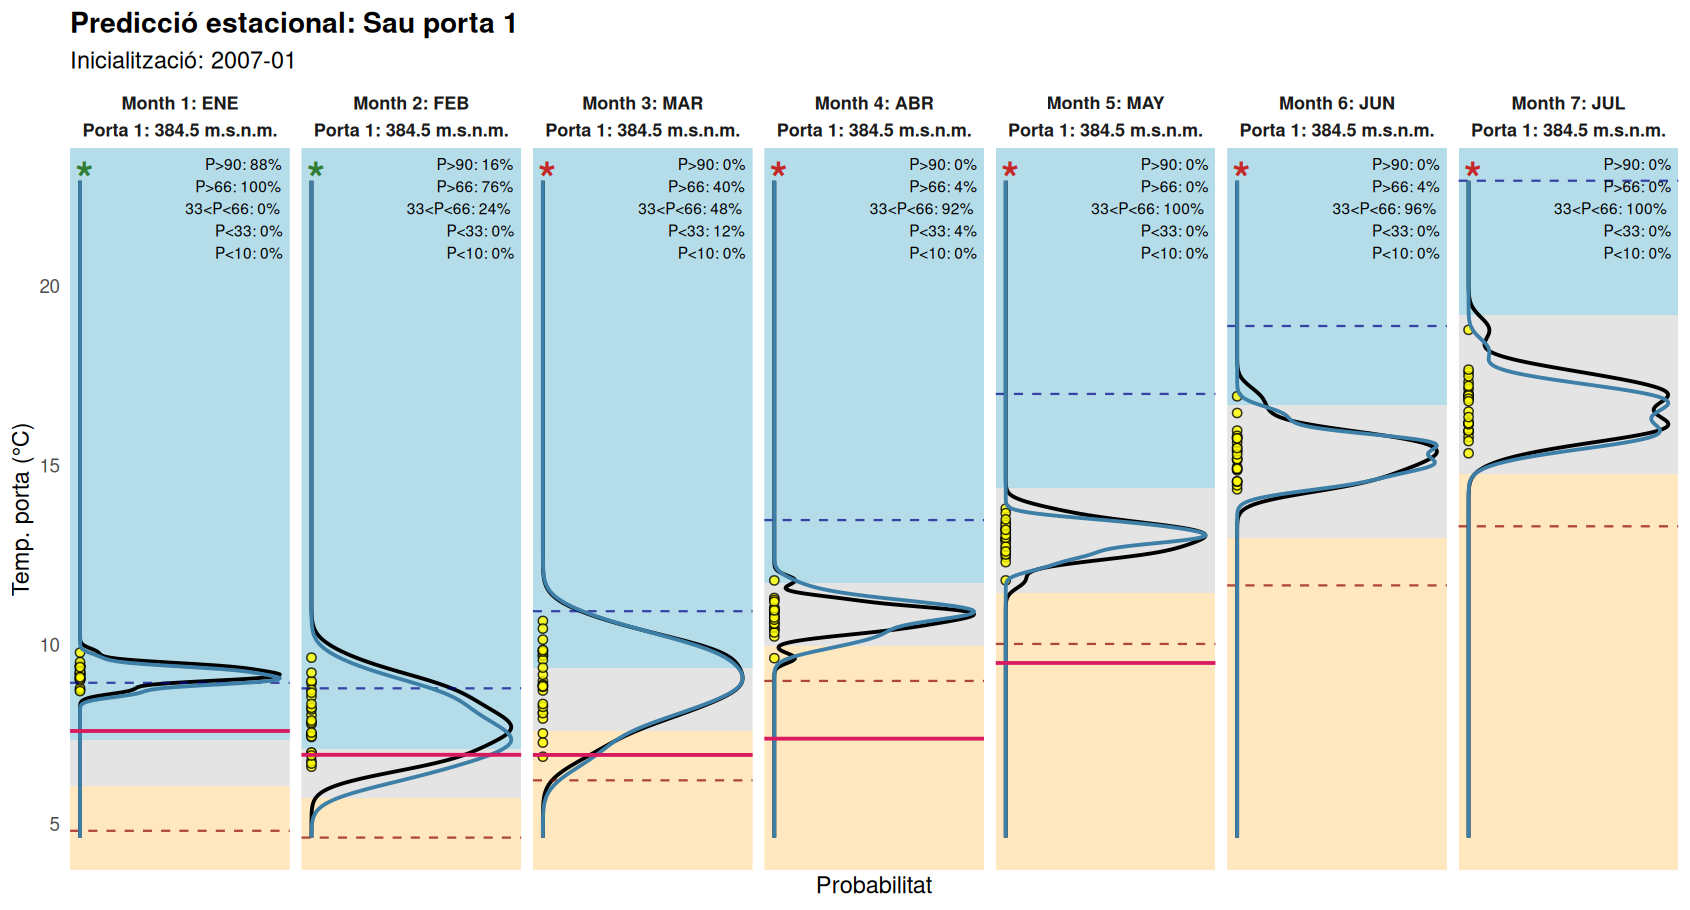 Predicció estacional: Sau porta 1
Inicialització: 2007-01
Month 1: ENE
Porta 1: 384.5 m.s.n.m.
Month 2: FEB
Porta 1: 384.5 m.s.n.m.
Month 3: MAR
Porta 1: 384.5 m.s.n.m.
Month 4: ABR
Porta 1: 384.5 m.s.n.m.
Month 5: MAY
Porta 1: 384.5 m.s.n.m.
Month 6: JUN
Porta 1: 384.5 m.s.n.m.
Month 7: JUL
Porta 1: 384.5 m.s.n.m.
*
P>90: 88%
P>66: 100%
33<P<66: 0%
P<33: 0%
P<10: 0%
*
P>90: 16%
P>66: 76%
33<P<66: 24%
P<33: 0%
P<10: 0%
*
P>90: 0%
P>66: 40%
33<P<66: 48%
P<33: 12%
P<10: 0%
*
P>90: 0%
P>66: 4%
33<P<66: 92%
P<33: 4%
P<10: 0%
*
P>90: 0%
P>66: 0%
33<P<66: 100%
P<33: 0%
P<10: 0%
*
P>90: 0%
P>66: 4%
33<P<66: 96%
P<33: 0%
P<10: 0%
*
P>90: 0%
P>66: 0%
33<P<66: 100%
P<33: 0%
P<10: 0%
20
15
10
5
Temp. porta (°C)
Probabilitat